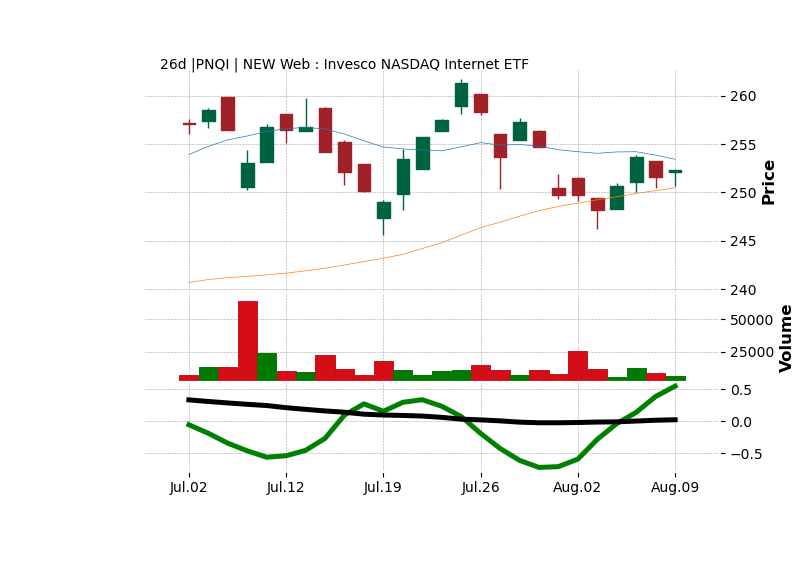 26d |PNQI | NEW Web : Invesco NASDAQ Internet ETF
260
255
250
245
240
Price
50000
25000
Volume
0.5
0.0
−0.5
Jul.02 Jul.12 Jul.19 Jul.26 Aug.02 Aug.09